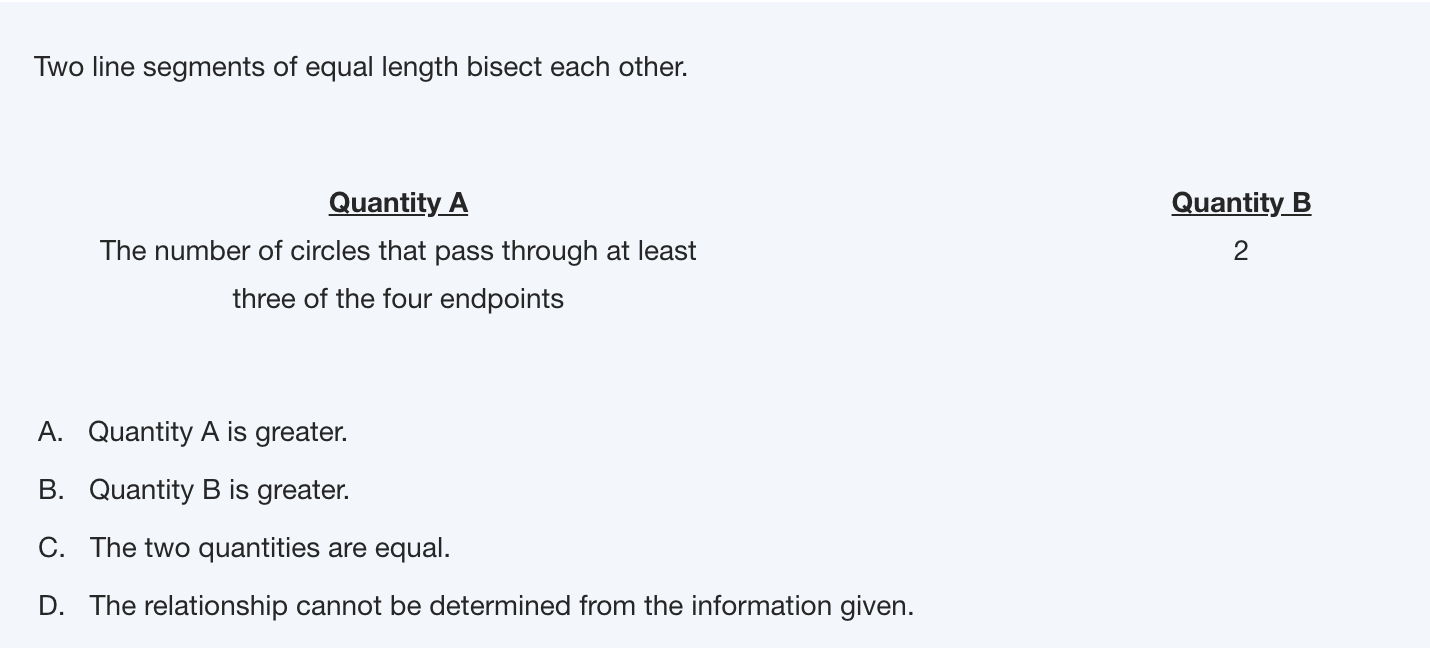 Two line segments of equal length bisect each other.
Quantity A
The number of circles that pass through at least
three of the four endpoints
Quantity B
2
A. Quantity A is greater.
B. Quantity B is greater.
C. The two quantities are equal.
D. The relationship cannot be determined from the information given.